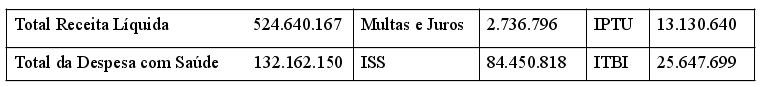 Total Receita Líquida 524.640.167 Multas e Juros 2.736.796 IPTU 13.130.640
Total da Despesa com Saúde 132.162.150 ISS 84.450.818 ITBI 25.647.699